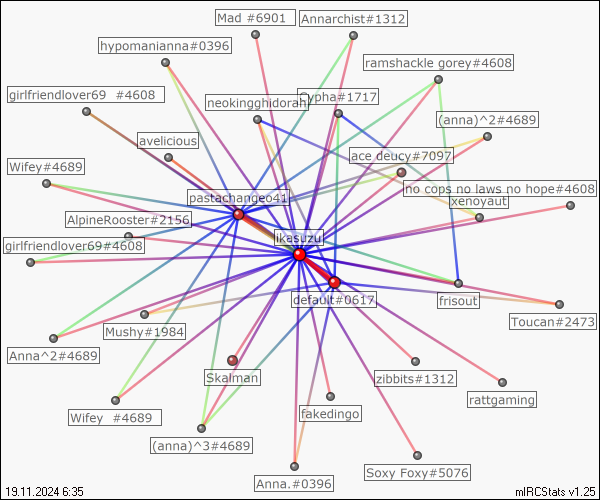 Mad #6901
Annarchist#1312
hypomanianna#0396
ramshackle gorey#4608
girlfriendlover69 #4608
neokingghidorah
Cypha#1717
(anna)^2#4689
avelicious
ace deucy#7097
Wifey#4689
no cops no laws no hope#4608
pastachangeo41
xenoyaut
AlpineRooster#2156
ikasuzu
girlfriendlover69#4608
default#0617
frisout
Toucan#2473
Mushy#1984
Anna^2#4689
Skalman
zibbits#1312
rattgaming
Wifey #4689
fakedingo
(anna)^3#4689
Soxy Foxy#5076
Anna.#0396
19.11.2024 6:35
mIRCStats v1.25